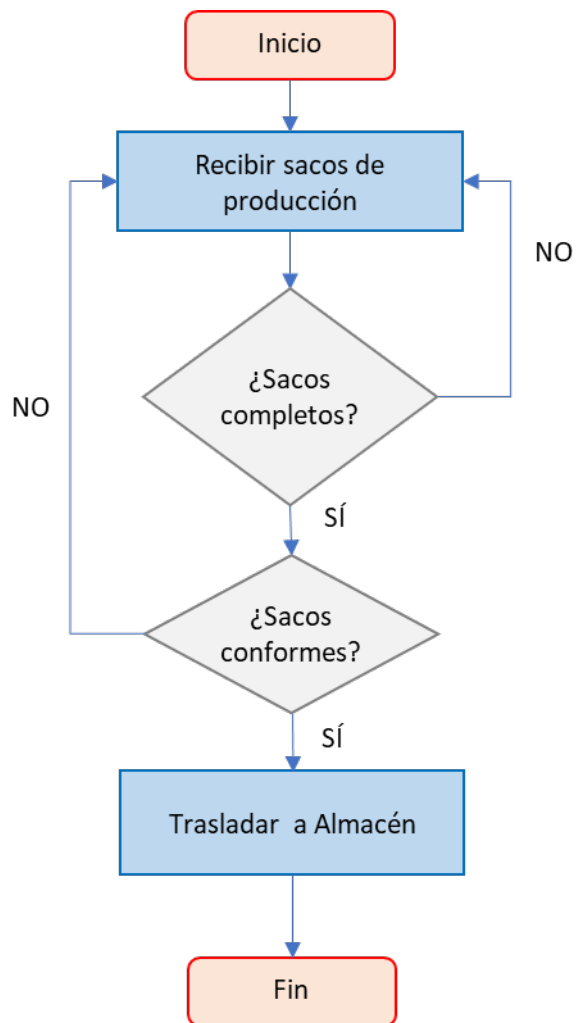 Inicio
Recibir sacos de
producción
NO
¿Sacos
completos?
NO
SÍ
¿Sacos
conformes?
SÍ
Trasladar a Almacén
Fin